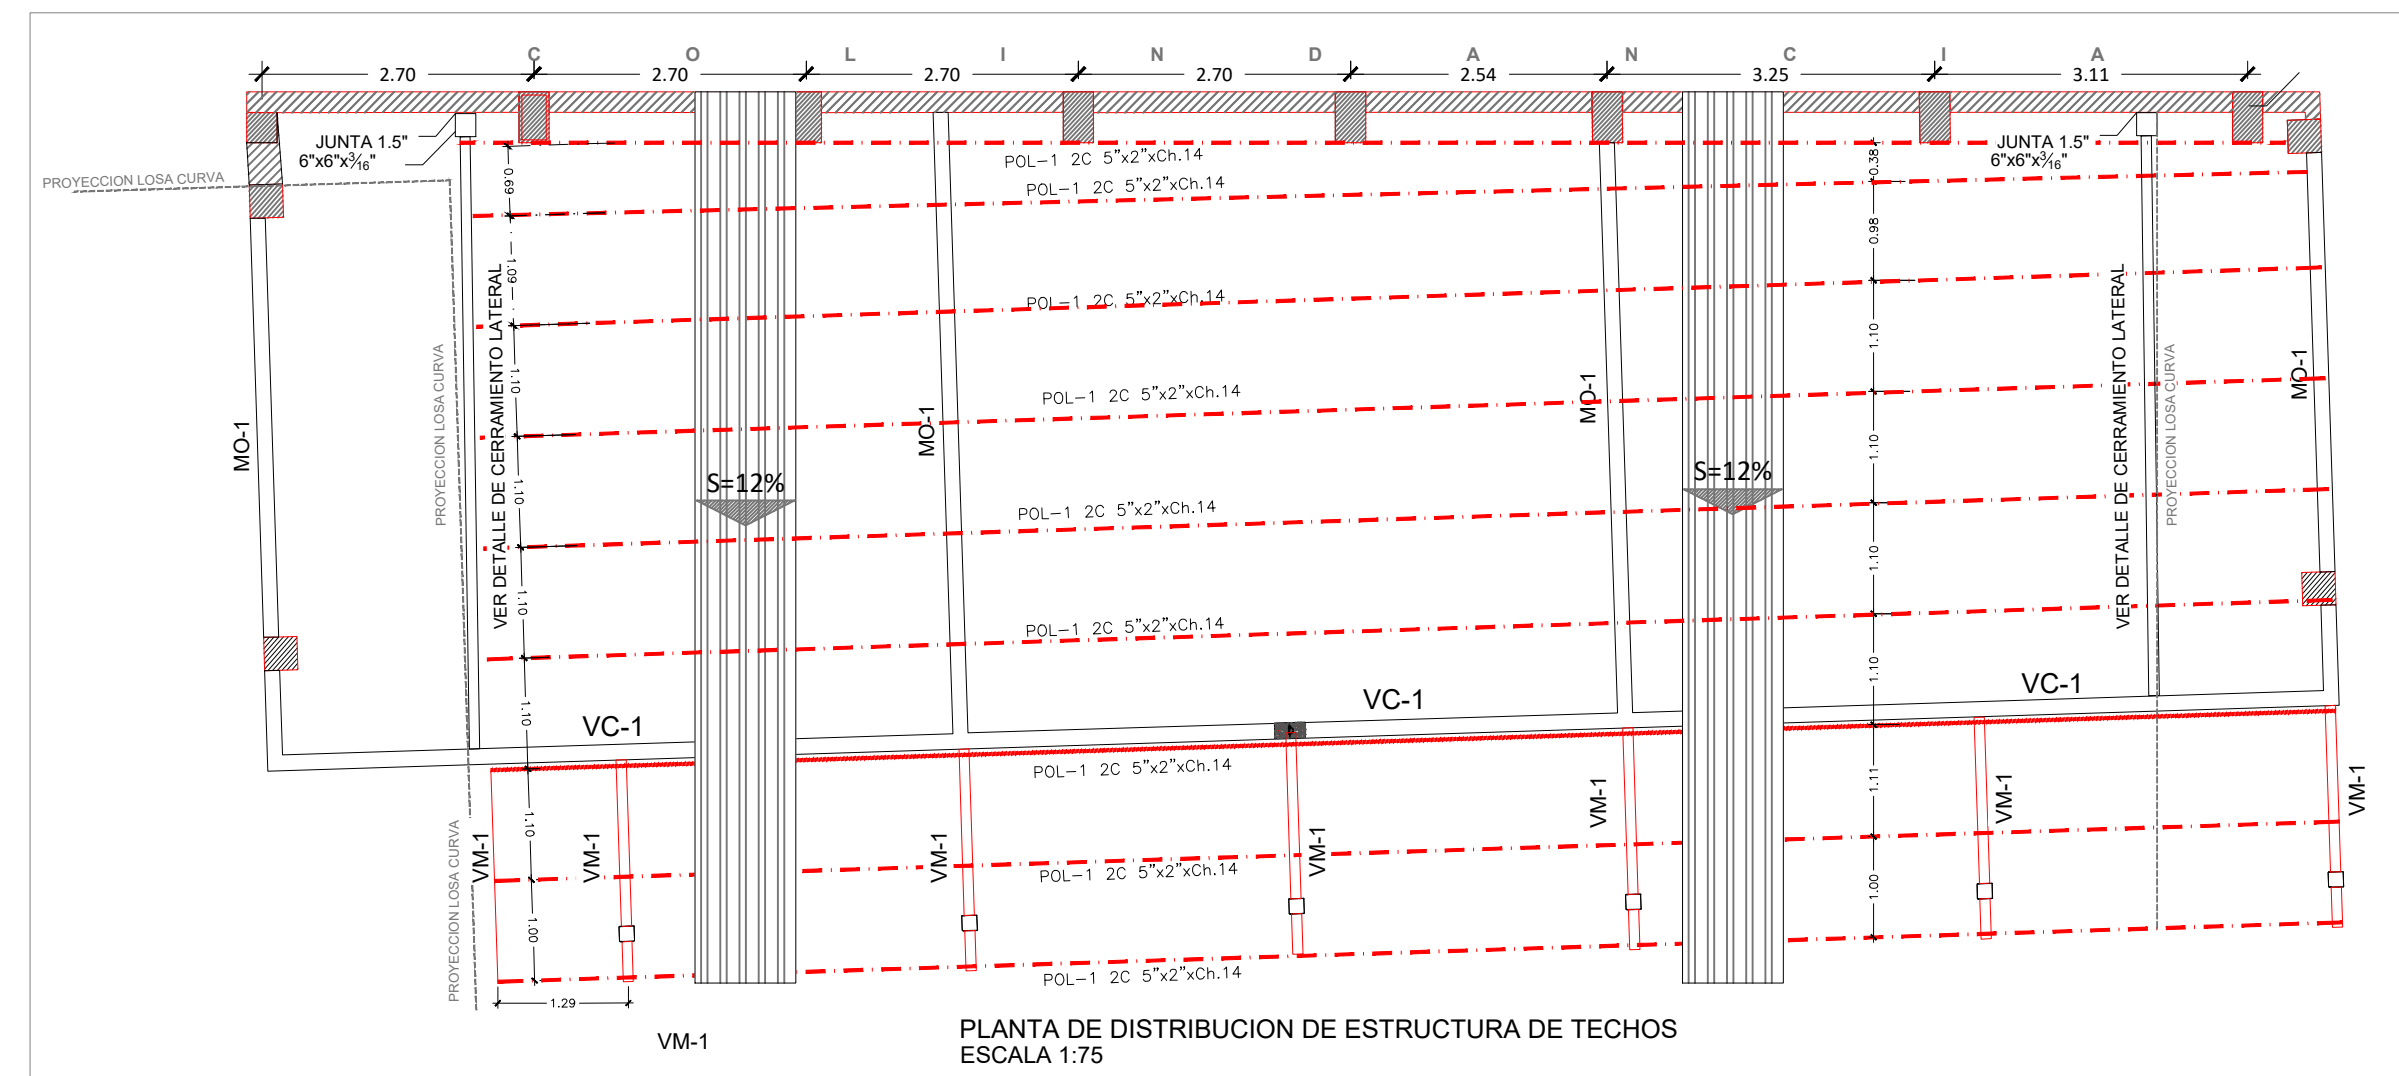 C O L I N D A N C I A
2.70 2.70 2.70 2.70 2.54 3.25 3.11
JUNTA 1.5"
6"x6"x3⁄16"
JUNTA 1.5"
6"x6"x3⁄16"
PROYECCION LOSA CURVA
POL-1 2C 5"x2"xCh.14
POL-1 2C 5"x2"xCh.14
POL-1 2C 5"x2"xCh.14
POL-1 2C 5"x2"xCh.14
POL-1 2C 5"x2"xCh.14
POL-1 2C 5"x2"xCh.14
0.69
1.09
1.10
1.10
1.10
1.10
1.10
1.00
0.38
0.98
1.10
1.10
1.10
1.10
1.11
1.00
MO-1
PROYECCION LOSA CURVA
VER DETALLE DE CERRAMIENTO LATERAL
S=12%
MO-1
MO-1
S=12%
VER DETALLE DE CERRAMIENTO LATERAL
PROYECCION LOSA CURVA
MO-1
VC-1
VC-1
VC-1
POL-1 2C 5"x2"xCh.14
PROYECCION LOSA CURVA
VM-1
VM-1
VM-1
VM-1
VM-1
VM-1
VM-1
POL-1 2C 5"x2"xCh.14
POL-1 2C 5"x2"xCh.14
1.29
VM-1
PLANTA DE DISTRIBUCION DE ESTRUCTURA DE TECHOS
ESCALA 1:75